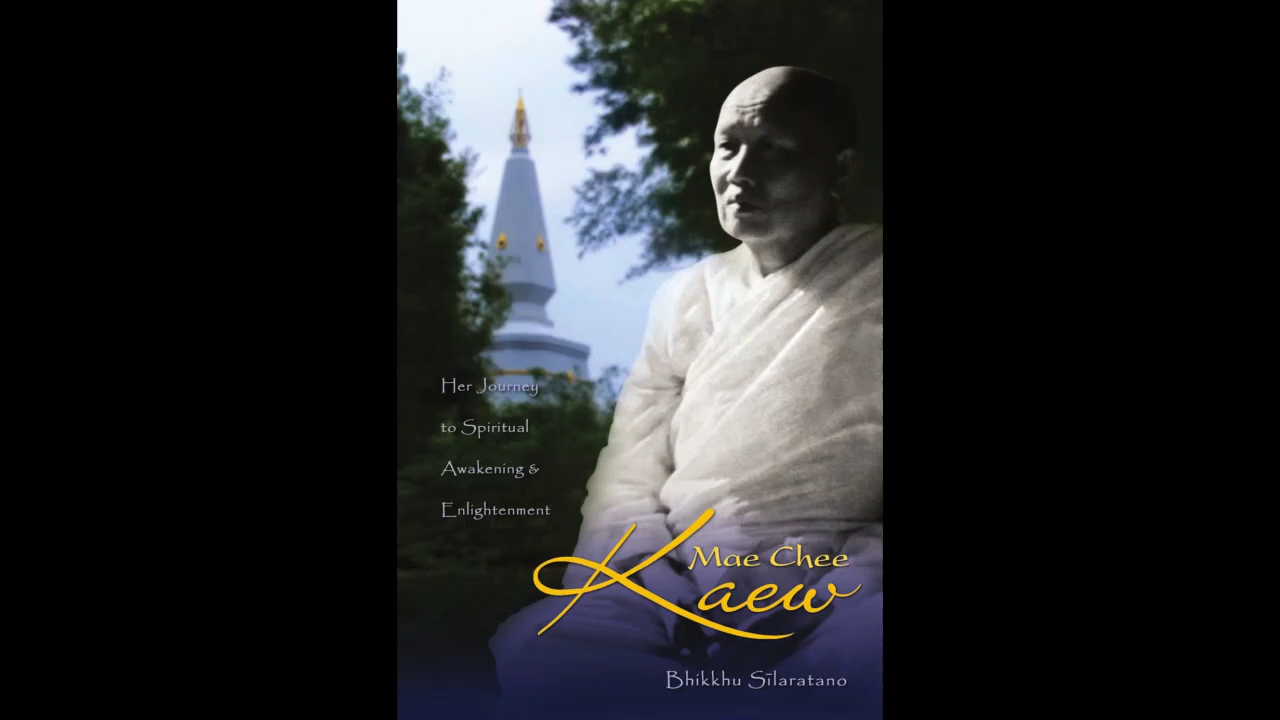 Her Journey
to Spiritual
Awakening &
Enlightenment
Mae Chee
Kaew
Bhikkhu Sīlaratano